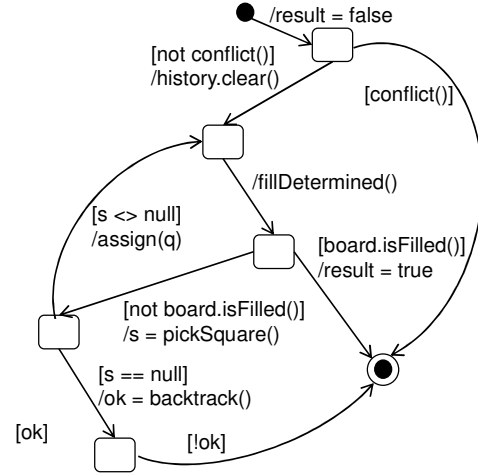 /result = false
[not conflict()]
/history.clear()
[conflict()]
/fillDetermined()
[s <> null]
/assign(q)
[board.isFilled()]
/result = true
[not board.isFilled()]
/s = pickSquare()
[s == null]
/ok = backtrack()
[ok]
[!ok]